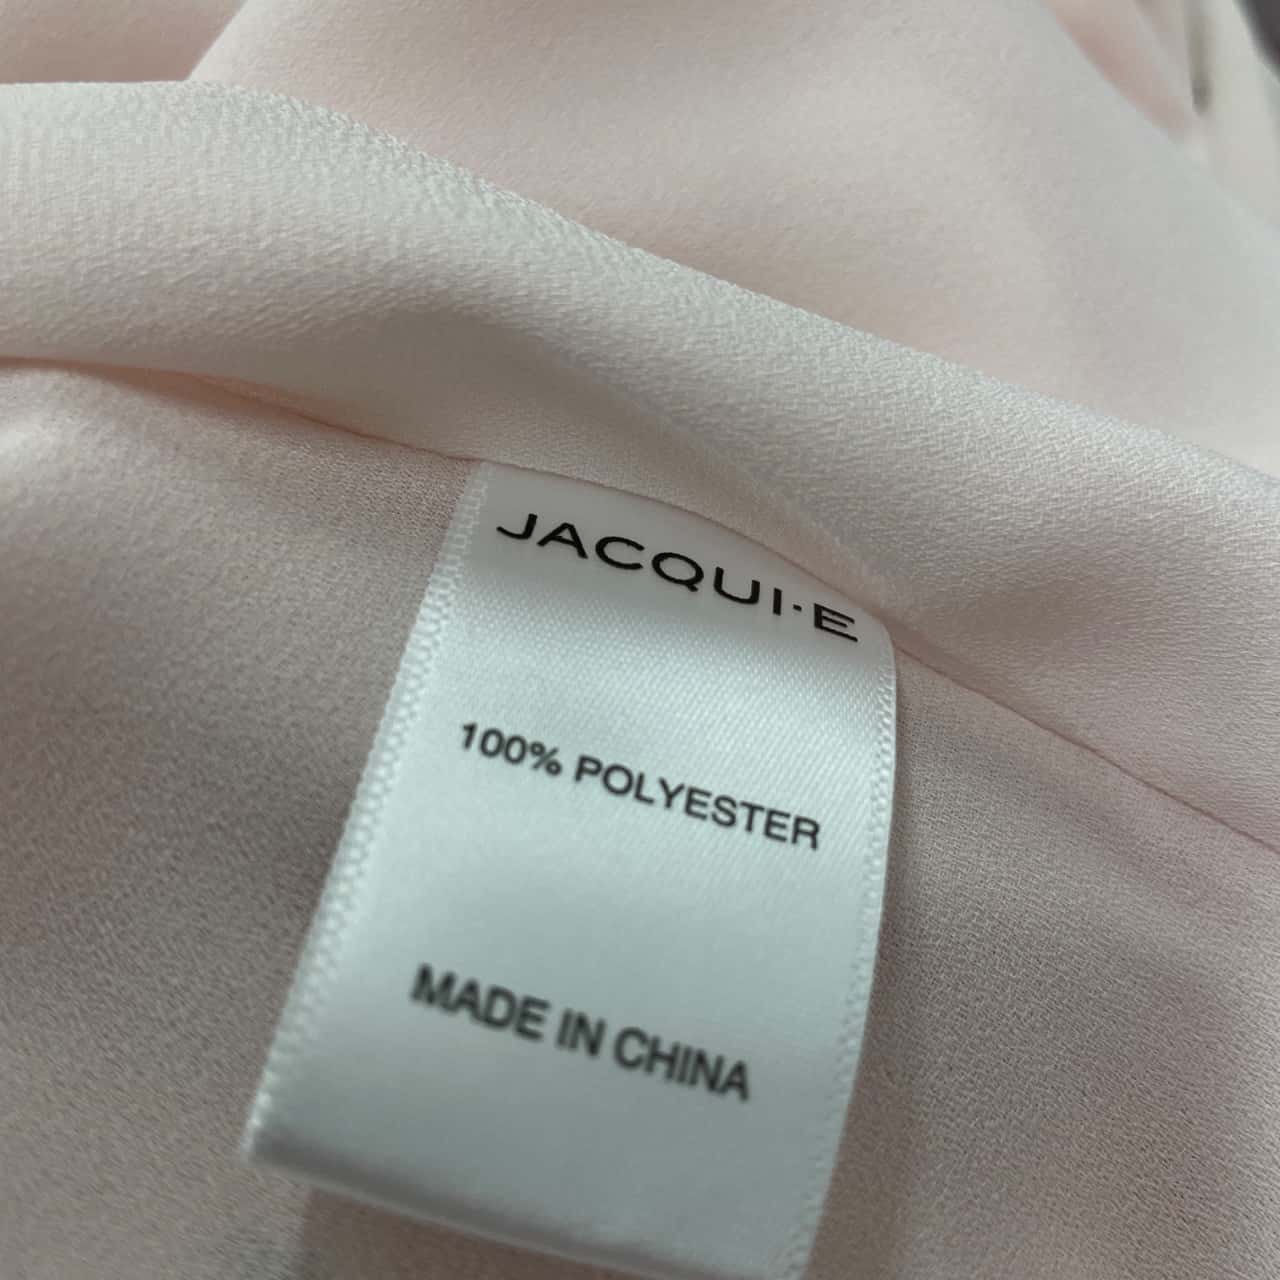 JACQUI·E
100% POLYESTER
MADE IN CHINA